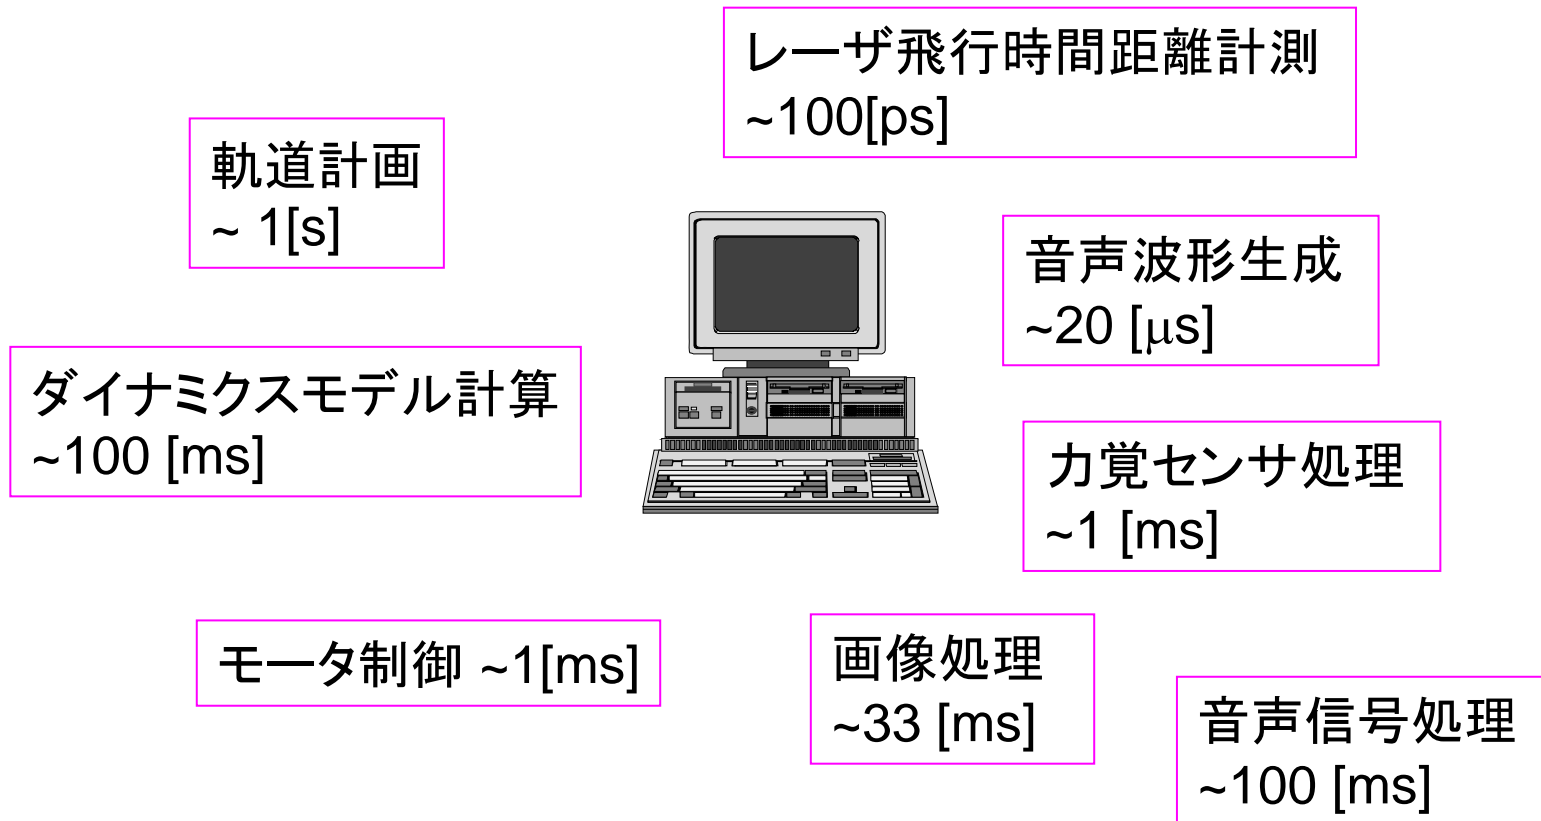 レーザ飛行時間距離計測
~100[ps]
軌道計画
~ 1[s]
音声波形生成
~20 [μs]
ダイナミクスモデル計算
~100 [ms]
力覚センサ処理
~1 [ms]
モータ制御 ~1[ms]
画像処理
~33 [ms]
音声信号処理
~100 [ms]